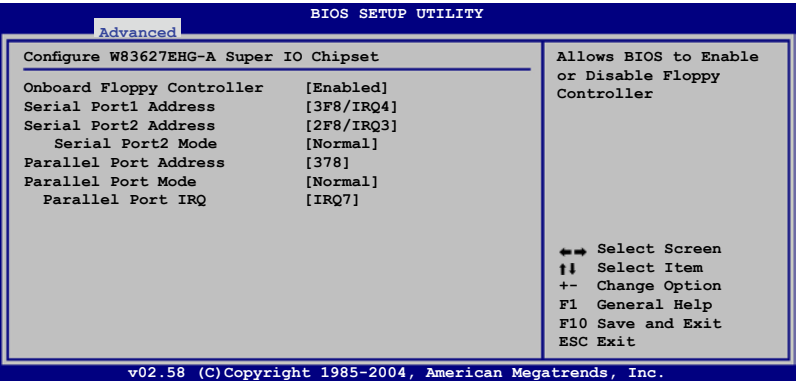 BIOS SETUP UTILITY
Advanced
Configure W83627EHG-A Super IO Chipset
Onboard Floppy Controller [Enabled]
Serial Port1 Address [3F8/IRQ4]
Serial Port2 Address [2F8/IRQ3]
Serial Port2 Mode [Normal]
Parallel Port Address [378]
Parallel Port Mode [Normal]
Parallel Port IRQ [IRQ7]
Allows BIOS to Enable
or Disable Floppy
Controller
←→ Select Screen
↑↓ Select Item
+- Change Option
F1 General Help
F10 Save and Exit
ESC Exit
v02.58 (C)Copyright 1985-2004, American Megatrends, Inc.